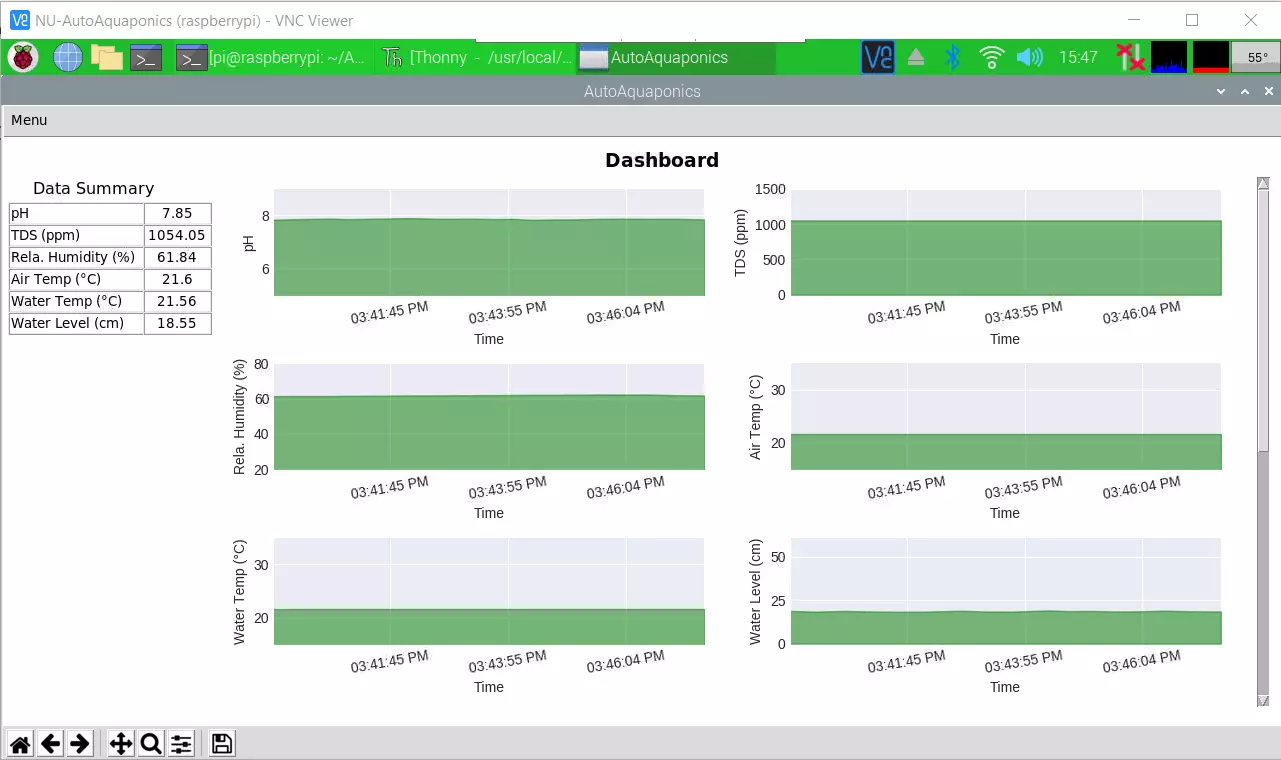 NU-AutoAquaponics (raspberrypi) - VNC Viewer
[pi@raspberrypi: ~/A... [Thonny - /usr/local/... AutoAquaponics 15:47 55°
AutoAquaponics
Menu
Dashboard
Data Summary
pH 7.85
TDS (ppm) 1054.05
Rela. Humidity (%) 61.84
Air Temp (°C) 21.6
Water Temp (°C) 21.56
Water Level (cm) 18.55
pH
8
6
03:41:45 PM 03:43:55 PM 03:46:04 PM
Time
TDS (ppm)
1500
1000
500
0
03:41:45 PM 03:43:55 PM 03:46:04 PM
Time
Rela. Humidity (%)
80
60
40
20
03:41:45 PM 03:43:55 PM 03:46:04 PM
Time
Air Temp (°C)
30
20
03:41:45 PM 03:43:55 PM 03:46:04 PM
Time
Water Temp (°C)
30
20
03:41:45 PM 03:43:55 PM 03:46:04 PM
Time
Water Level (cm)
50
25
0
03:41:45 PM 03:43:55 PM 03:46:04 PM
Time